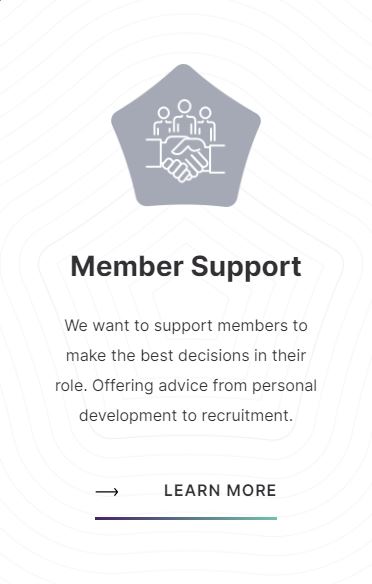 Member Support
We want to support members to
make the best decisions in their
role. Offering advice from personal
development to recruitment.
LEARN MORE